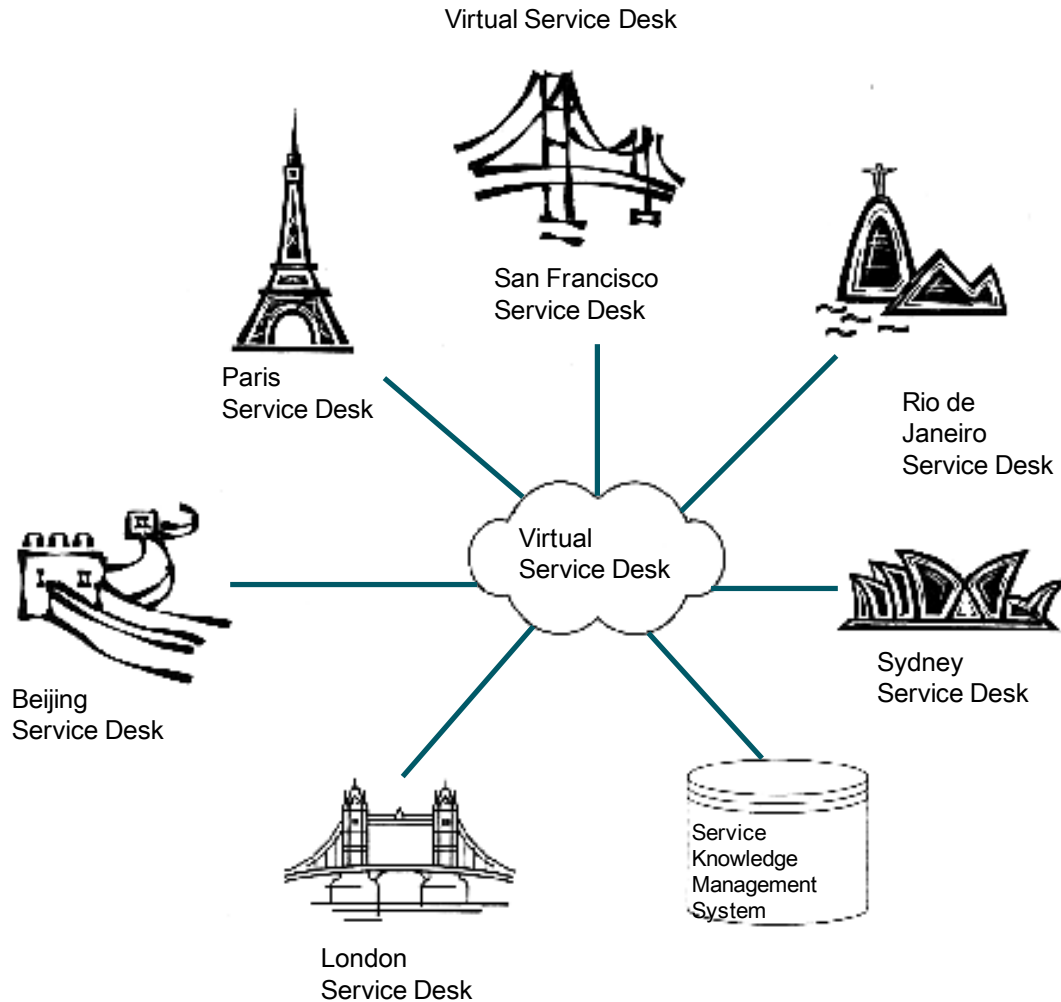 Virtual Service Desk
San Francisco
Service Desk
Paris
Service Desk
Rio de
Janeiro
Service Desk
Virtual
Service Desk
Beijing
Service Desk
Sydney
Service Desk
Service
Knowledge
Management
System
London
Service Desk